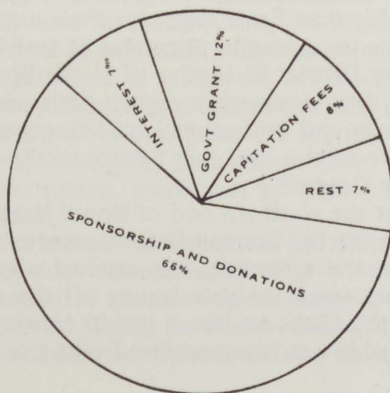 INTEREST 7%
GOVT GRANT 12%
CAPITATION FEES
8%
REST 7%
SPONSORSHIP AND DONATIONS
66%